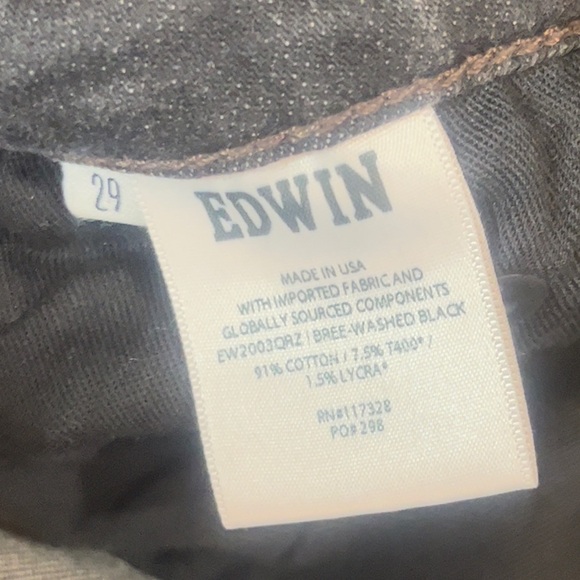 29
EDWIN
MADE IN USA
WITH IMPORTED FABRIC AND
GLOBALLY SOURCED COMPONENTS
EW2003QRZ | BREE-WASHED BLACK
91% COTTON / 7.5% T400® /
1.5% LYCRA®
RN#117328
PO# 298